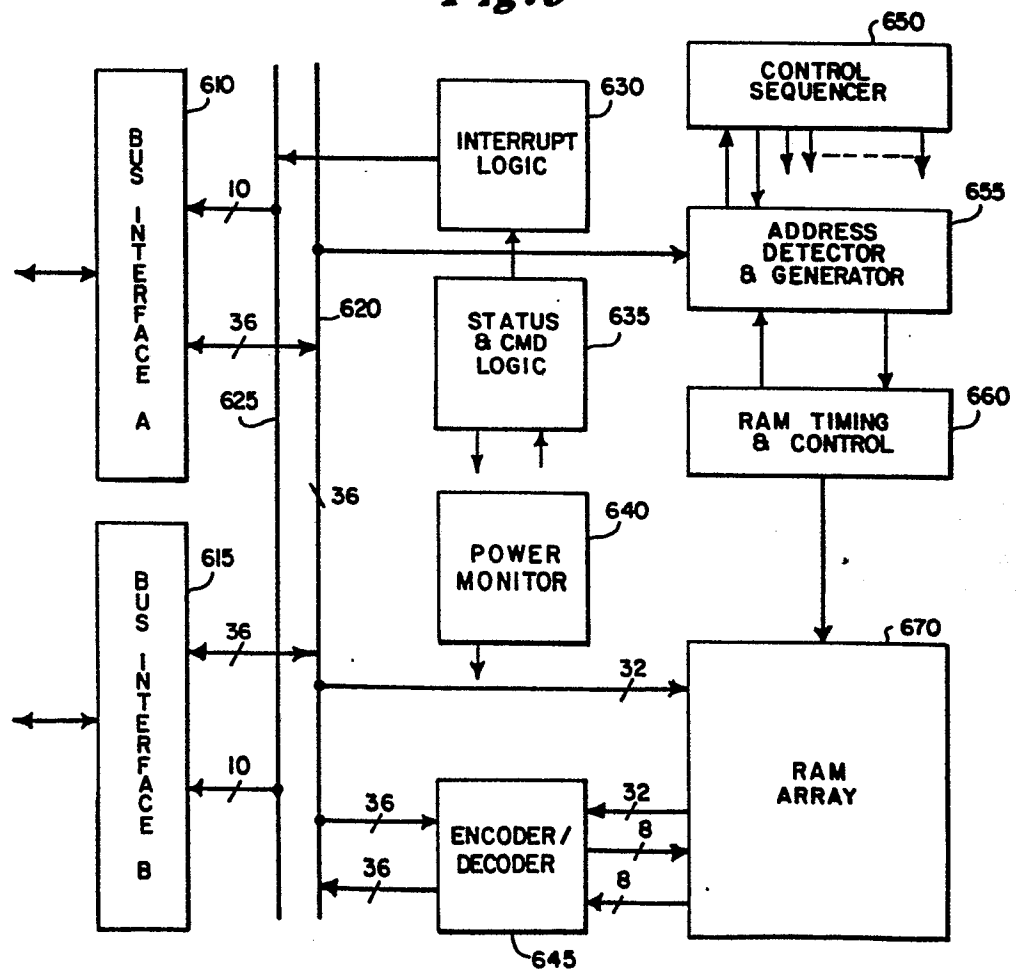 650
CONTROL
SEQUENCER
610
BUS INTERFACE A
630
INTERRUPT
LOGIC
10
655
ADDRESS
DETECTOR
& GENERATOR
620
36
STATUS
& CMD
LOGIC
635
625
660
RAM TIMING
& CONTROL
36
640
POWER
MONITOR
615
BUS INTERFACE B
36
670
32
10
RAM
ARRAY
36
ENCODER/
DECODER
32
8
36
8
645